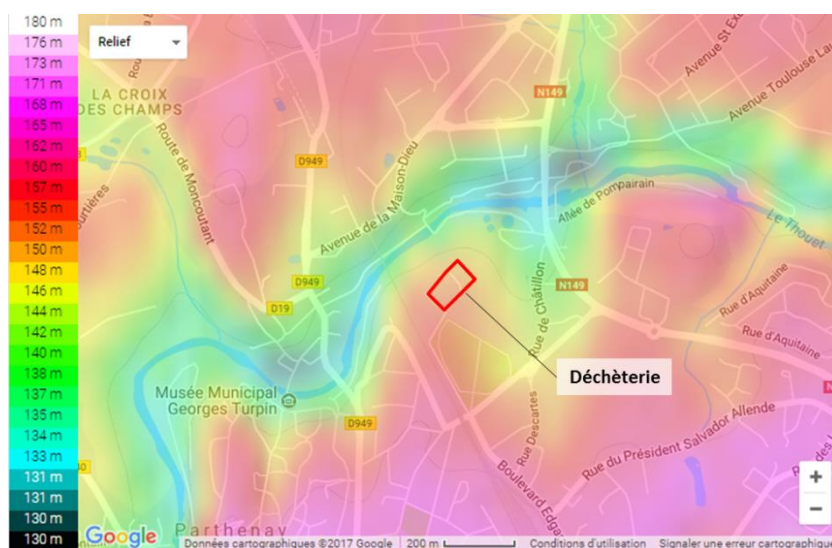 180 m
176 m
173 m
171 m
168 m
165 m
162 m
160 m
157 m
155 m
152 m
150 m
148 m
146 m
144 m
142 m
140 m
138 m
137 m
135 m
134 m
133 m
131 m
131 m
130 m
130 m
Relief
LA CROIX
DES CHAMPS
Route de Moncoutant
D949
Avenue de la Maison-Dieu
N149
Avenue St Ex
Avenue Toulouse La
Allée de Pompairain
Le Thouet
D949
D19
N149
Rue de Châtillon
Rue d'Aquitaine
Rue d'Aquitaine
Déchèterie
Musée Municipal
Georges Turpin
D949
Rue Descartes
Rue du Président Salvador Allende
Boulevard Edga
Parthenay
+
−
Google
Données cartographiques ©2017 Google
200 m
Conditions d'utilisation
Signaler une erreur cartographique